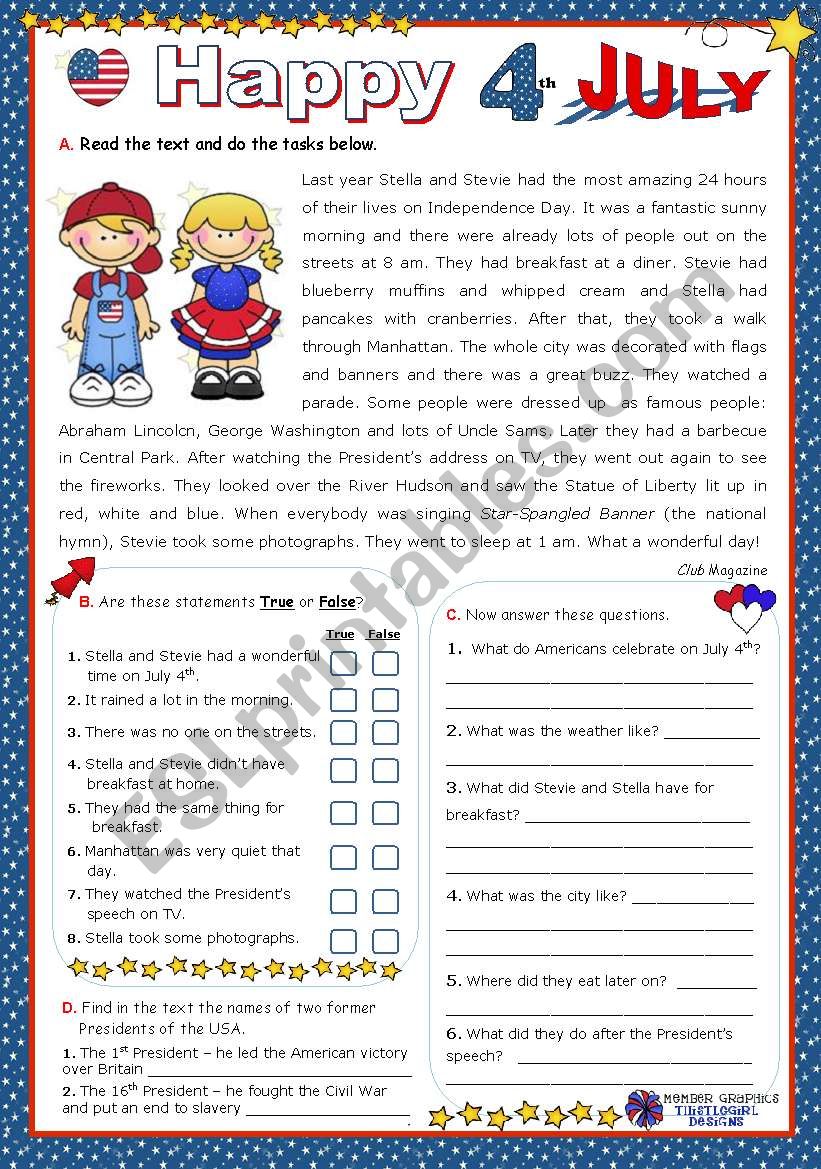 Happy 4th JULY
A. Read the text and do the tasks below.
Last year Stella and Stevie had the most amazing 24 hours
of their lives on Independence Day. It was a fantastic sunny
morning and there were already lots of people out on the
streets at 8 am. They had breakfast at a diner. Stevie had
blueberry muffins and whipped cream and Stella had
pancakes with cranberries. After that, they took a walk
through Manhattan. The whole city was decorated with flags
and banners and there was a great buzz. They watched a
parade. Some people were dressed up as famous people:
Abraham Lincolcn, George Washington and lots of Uncle Sams. Later they had a barbecue
in Central Park. After watching the President's address on TV, they went out again to see
the fireworks. They looked over the River Hudson and saw the Statue of Liberty lit up in
red, white and blue. When everybody was singing Star-Spangled Banner (the national
hymn), Stevie took some photographs. They went to sleep at 1 am. What a wonderful day!
Club Magazine
B. Are these statements True or False?
True False
1. Stella and Stevie had a wonderful
time on July 4th.
2. It rained a lot in the morning.
3. There was no one on the streets.
4. Stella and Stevie didn't have
breakfast at home.
5. They had the same thing for
breakfast.
6. Manhattan was very quiet that
day.
7. They watched the President's
speech on TV.
8. Stella took some photographs.
C. Now answer these questions.
1. What do Americans celebrate on July 4th?
2. What was the weather like? ___________
3. What did Stevie and Stella have for
breakfast? ___________
4. What was the city like? ___________
5. Where did they eat later on? ___________
6. What did they do after the President's
speech? ___________
D. Find in the text the names of two former
Presidents of the USA.
1. The 1st President – he led the American victory
over Britain ___________
2. The 16th President – he fought the Civil War
and put an end to slavery ___________.
MEMBER GRAPHICS
THISTLEGIRL
DESIGNS
ESLprintables.com